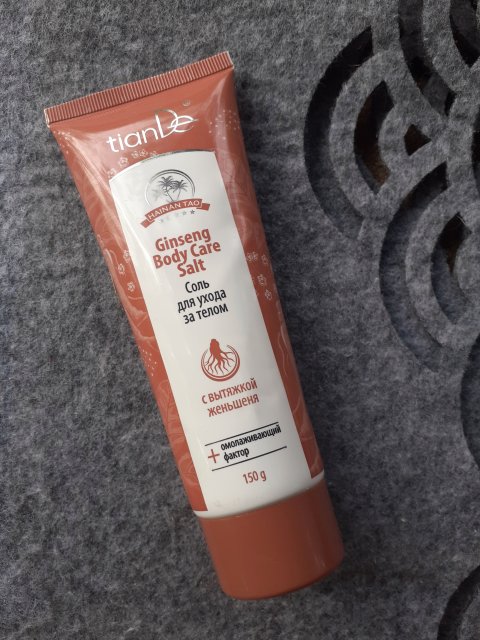 tianDe®
HAINAN TAO
Ginseng
Body Care
Salt
Соль
для ухода
за телом
с вытяжкой
женьшеня
+ омолаживающий
фактор
150 g